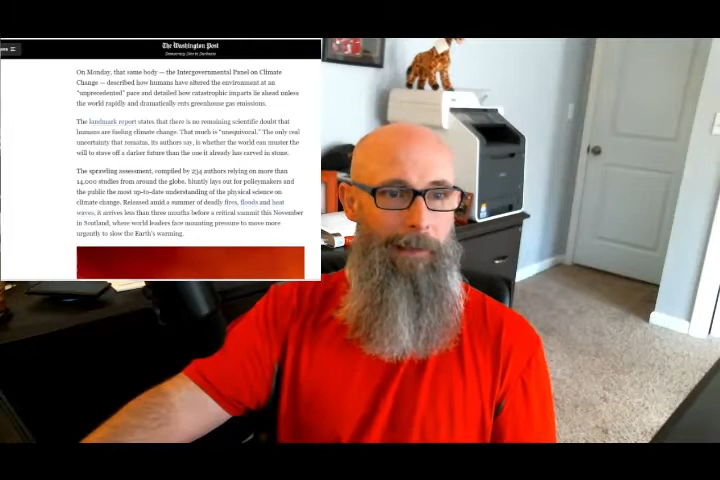 The Washington Post
Democracy Dies in Darkness
On Monday, that same body — the Intergovernmental Panel on Climate
Change — described how humans have altered the environment at an
"unprecedented" pace and detailed how catastrophic impacts lie ahead unless
the world rapidly and dramatically cuts greenhouse gas emissions.
The landmark report states that there is no remaining scientific doubt that
humans are fueling climate change. That much is "unequivocal." The only real
uncertainty that remains, its authors say, is whether the world can muster the
will to stave off a darker future than the one it already has carved in stone.
The sprawling assessment, compiled by 234 authors relying on more than
14,000 studies from around the globe, bluntly lays out for policymakers and
the public the most up-to-date understanding of the physical science on
climate change. Released amid a summer of deadly fires, floods and heat
waves, it arrives less than three months before a critical summit this November
in Scotland, where world leaders face mounting pressure to move more
urgently to slow the Earth's warming.